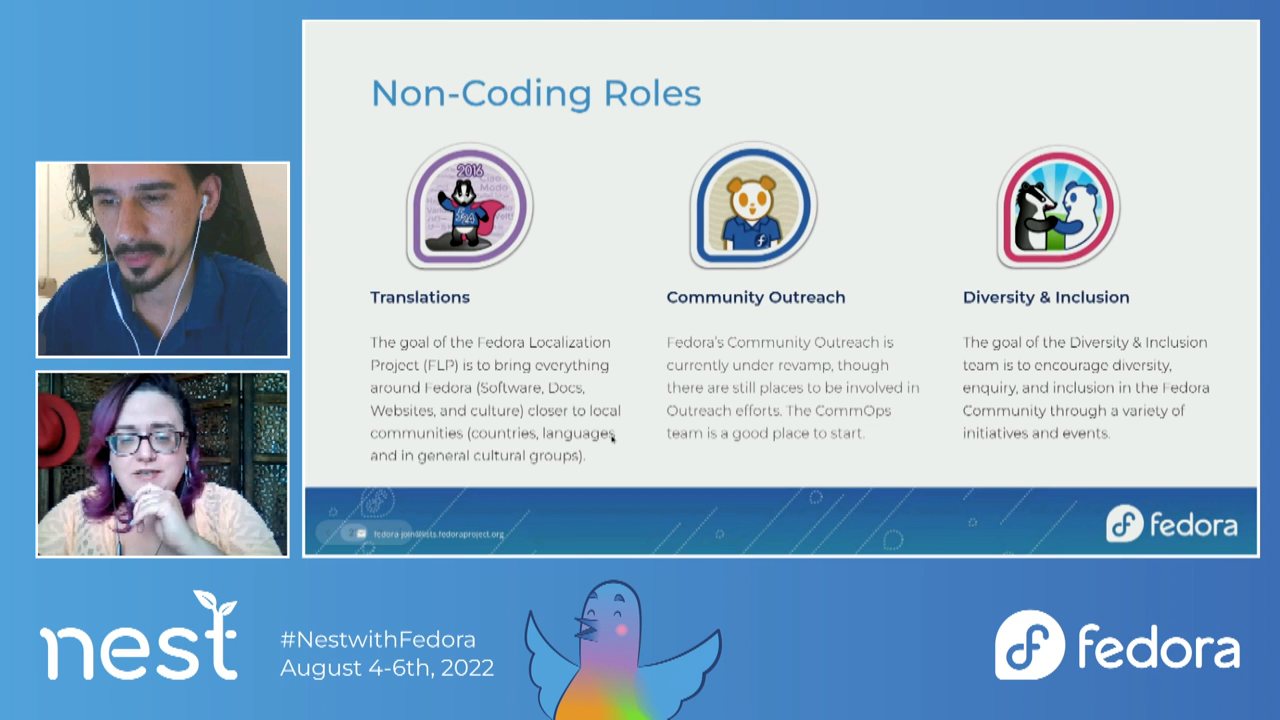 Non-Coding Roles
2016
Translations
The goal of the Fedora Localization
Project (FLP) is to bring everything
around Fedora (Software, Docs,
Websites, and culture) closer to local
communities (countries, languages
and in general cultural groups).
Community Outreach
Fedora's Community Outreach is
currently under revamp, though
there are still places to be involved in
Outreach efforts. The CommOps
team is a good place to start.
Diversity & Inclusion
The goal of the Diversity & Inclusion
team is to encourage diversity,
enquiry, and inclusion in the Fedora
Community through a variety of
initiatives and events.
fedora-join@lists.fedoraproject.org
fedora
nest
#NestwithFedora
August 4-6th, 2022
fedora